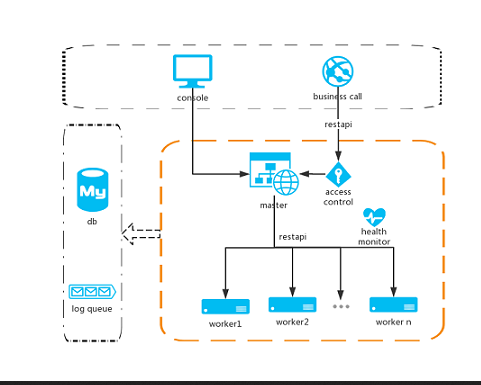 console
business call
restapi
My
db
log queue
master
access
control
health
monitor
restapi
worker1
worker2
worker n